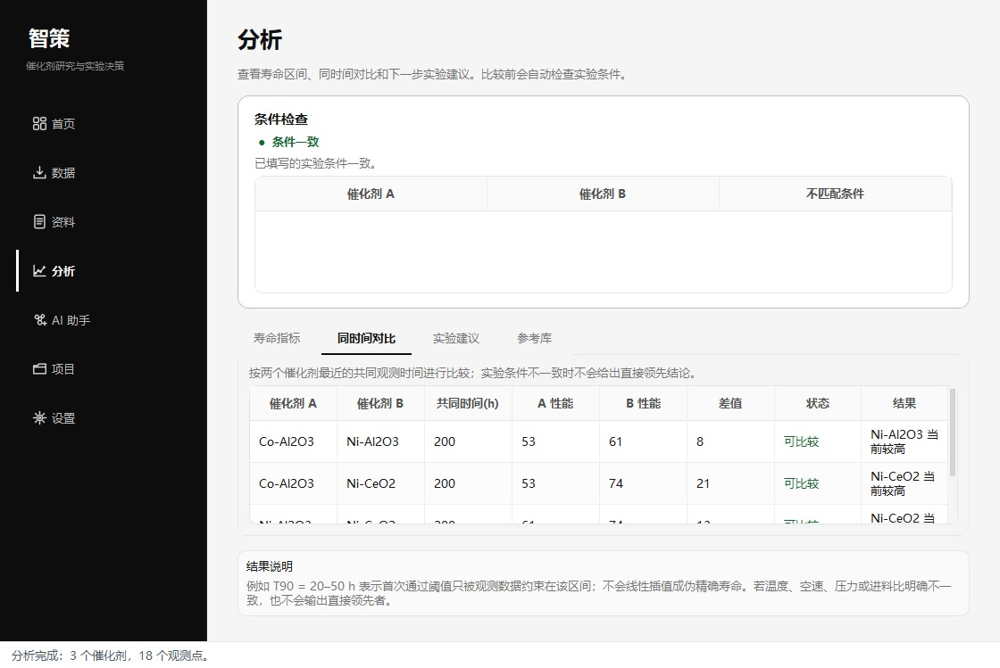 智策
催化剂研究与实验决策
首页
数据
资料
分析
AI 助手
项目
设置
分析
查看寿命区间、同时间对比和下一步实验建议。比较前会自动检查实验条件。
条件检查
● 条件一致
已填写的实验条件一致。
催化剂 A 催化剂 B 不匹配条件
寿命指标 同时间对比 实验建议 参考库
按两个催化剂最近的共同观测时间进行比较；实验条件不一致时不会给出直接领先结论。
催化剂 A 催化剂 B 共同时间(h) A 性能 B 性能 差值 状态 结果
Co-Al2O3 Ni-Al2O3 200 53 61 8 可比较 Ni-Al2O3 当
前较高
Co-Al2O3 Ni-CeO2 200 53 74 21 可比较 Ni-CeO2 当
前较高
Ni-Al2O3 Ni-CeO2 200 61 74 13 可比较 Ni-CeO2 当
结果说明
例如 T90 = 20–50 h 表示首次通过阈值只被观测数据约束在该区间；不会线性插值成伪精确寿命。若温度、空速、压力或进料比明确不一
致，也不会输出直接领先者。
分析完成：3 个催化剂，18 个观测点。